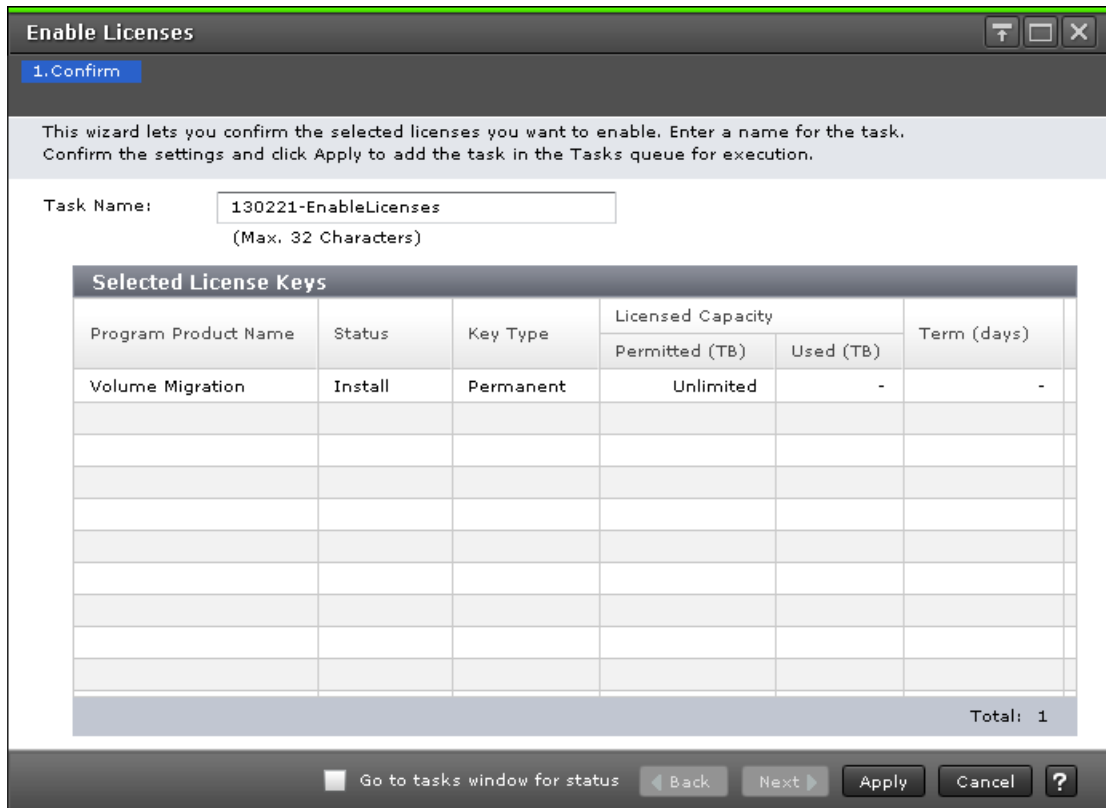 Enable Licenses
1.Confirm
This wizard lets you confirm the selected licenses you want to enable. Enter a name for the task.
Confirm the settings and click Apply to add the task in the Tasks queue for execution.
Task Name: 130221-EnableLicenses
(Max. 32 Characters)
Selected License Keys
Program Product Name Status Key Type Licensed Capacity Term (days)
Permitted (TB) Used (TB)
Volume Migration Install Permanent Unlimited - -
Total: 1
Go to tasks window for status Back Next Apply Cancel ?